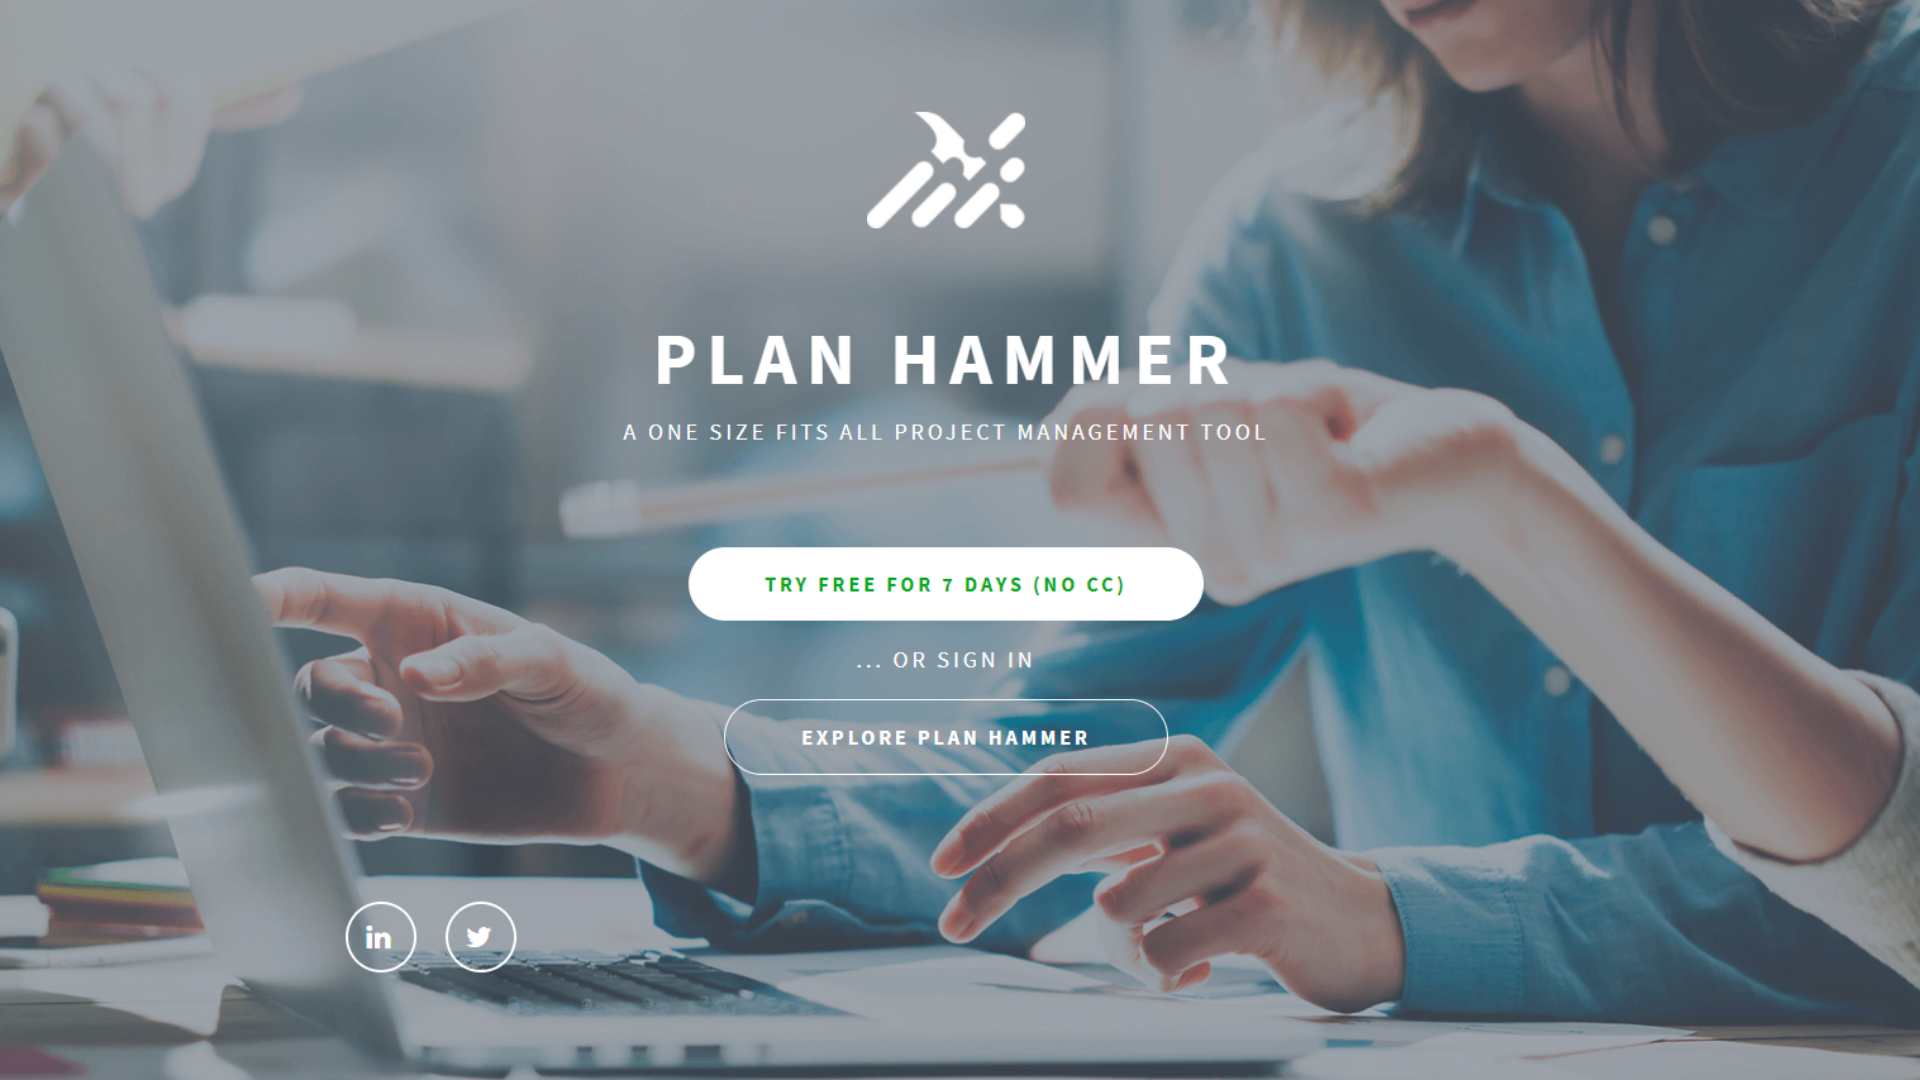 PLAN HAMMER
A ONE SIZE FITS ALL PROJECT MANAGEMENT TOOL
TRY FREE FOR 7 DAYS (NO CC)
... OR SIGN IN
EXPLORE PLAN HAMMER
in